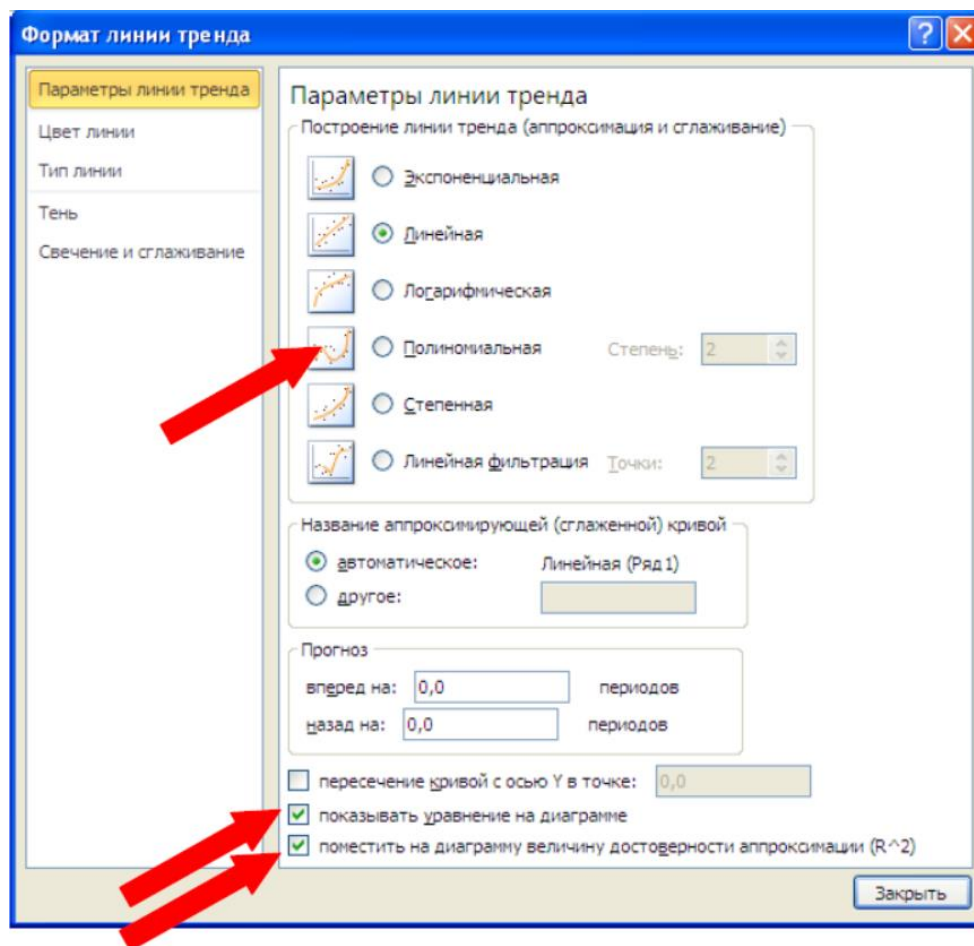 Формат линии тренда
Параметры линии тренда
Цвет линии
Тип линии
Тень
Свечение и сглаживание
Параметры линии тренда
Построение линии тренда (аппроксимация и сглаживание)
Экспоненциальная
Линейная
Логарифмическая
Полиномиальная Степень: 2
Степенная
Линейная фильтрация Точки: 2
Название аппроксимирующей (сглаженной) кривой
автоматическое: Линейная (Ряд1)
другое:
Прогноз
вперед на: 0,0 периодов
назад на: 0,0 периодов
пересечение кривой с осью Y в точке: 0,0
показывать уравнение на диаграмме
поместить на диаграмму величину достоверности аппроксимации (R^2)
Закрыть